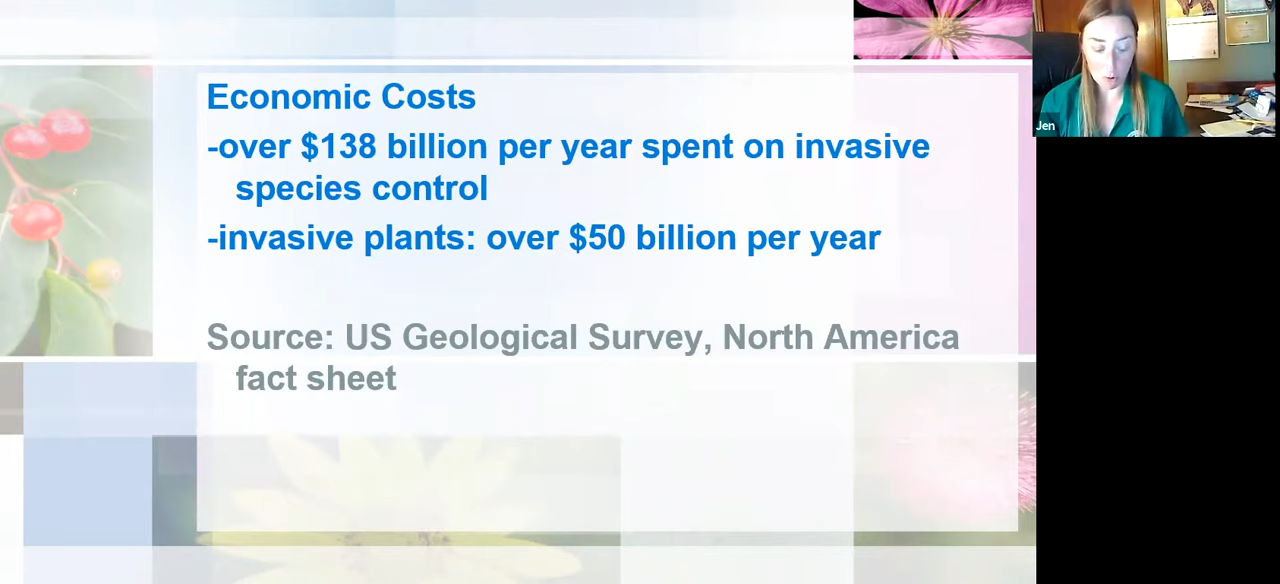 Economic Costs
-over $138 billion per year spent on invasive
species control
-invasive plants: over $50 billion per year
Source: US Geological Survey, North America
fact sheet
Jen